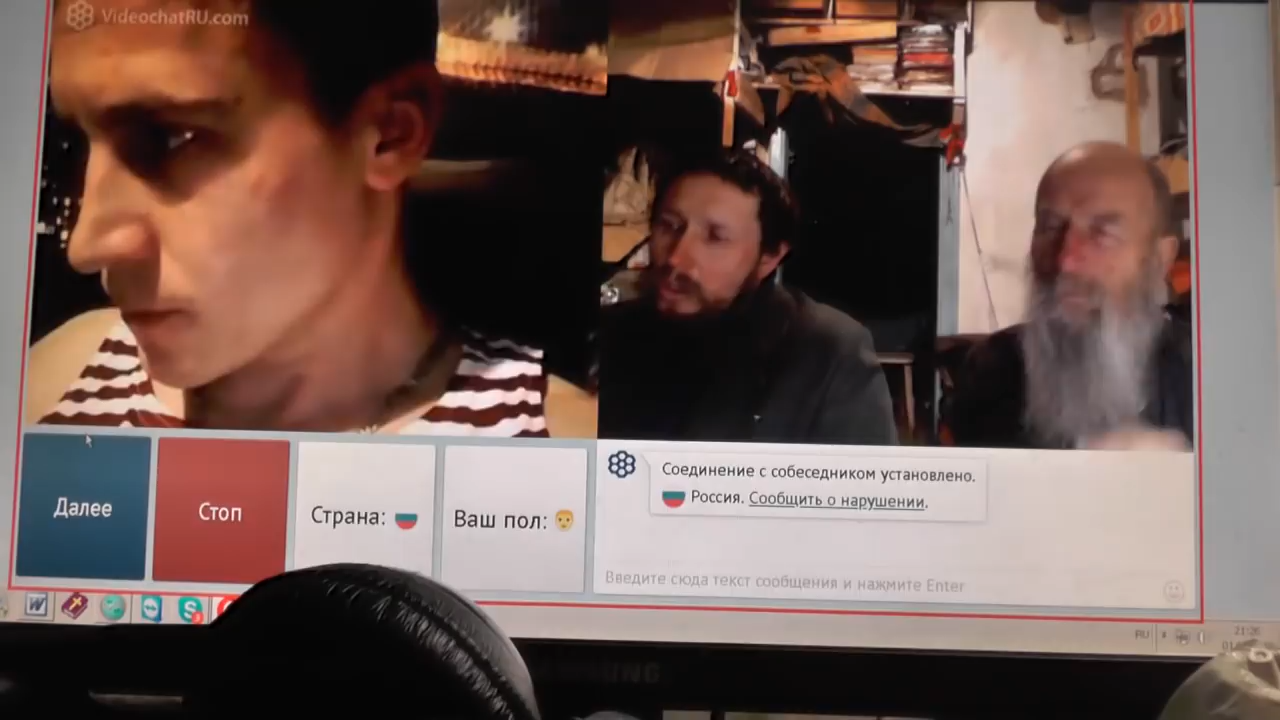 VideochatRU.com
Соединение с собеседником установлено.
Россия. Сообщить о нарушении.
Далее
Стоп
Страна:
Ваш пол:
Введите сюда текст сообщения и нажмите Enter
RU